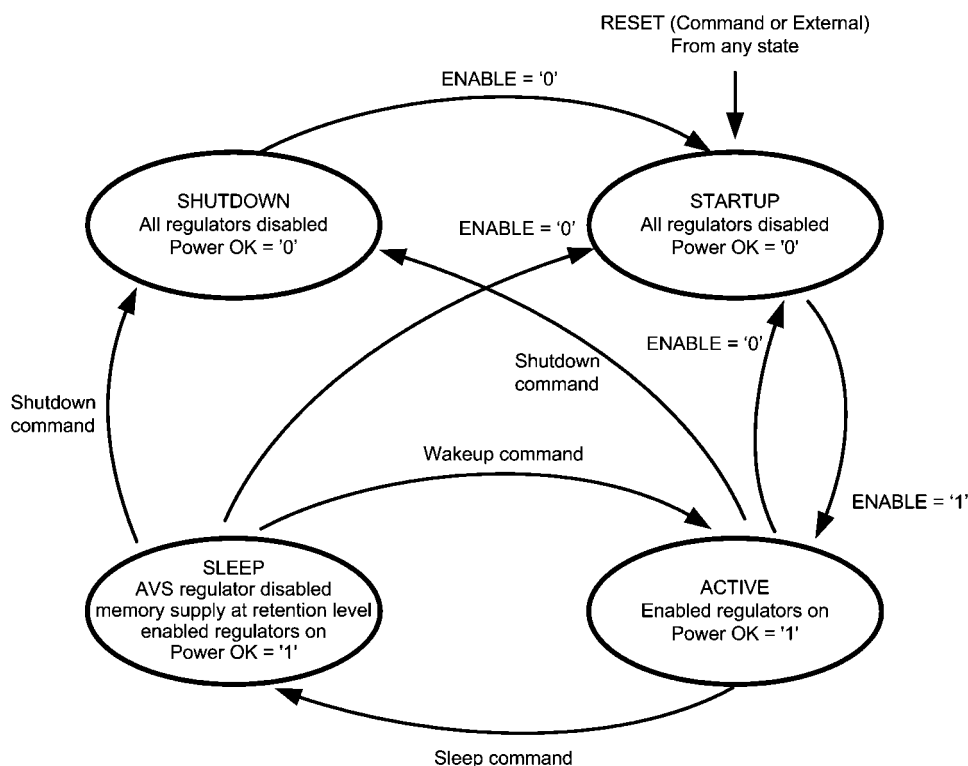 RESET (Command or External)
From any state
ENABLE = ‘0’
SHUTDOWN
All regulators disabled
Power OK = '0'
STARTUP
All regulators disabled
Power OK = '0'
ENABLE = ‘0’
ENABLE = ‘0’
Shutdown
command
Shutdown
command
Wakeup command
ENABLE = ‘1’
SLEEP
AVS regulator disabled
memory supply at retention level
enabled regulators on
Power OK = '1'
ACTIVE
Enabled regulators on
Power OK = '1'
Sleep command